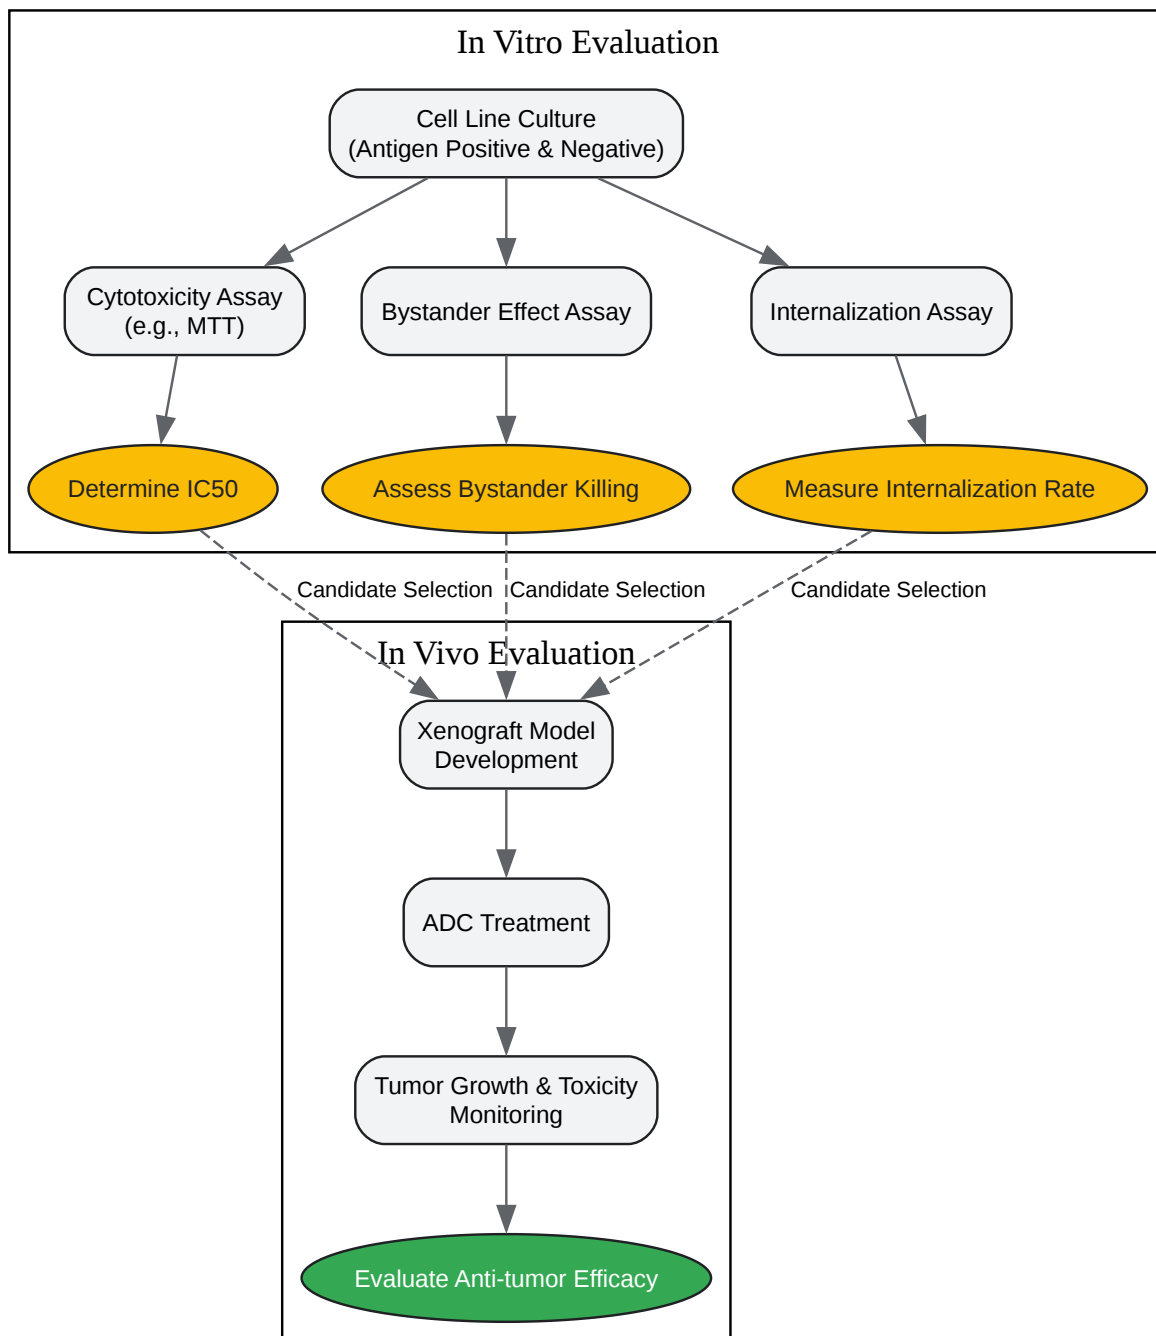 In Vitro Evaluation
Cell Line Culture
(Antigen Positive & Negative)
Cytotoxicity Assay
(e.g., MTT)
Bystander Effect Assay
Internalization Assay
Determine IC50
Assess Bystander Killing
Measure Internalization Rate
Candidate Selection
Candidate Selection
Candidate Selection
In Vivo Evaluation
Xenograft Model
Development
ADC Treatment
Tumor Growth & Toxicity
Monitoring
Evaluate Anti-tumor Efficacy